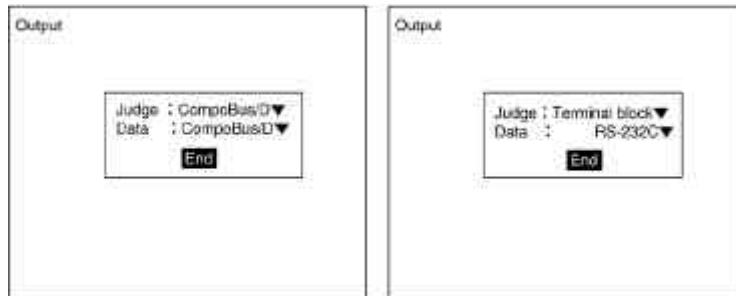 Output
Judge : CompoBus/D▼
Data : CompoBus/D▼
End
Output
Judge : Terminal block▼
Data : RS-232C▼
End